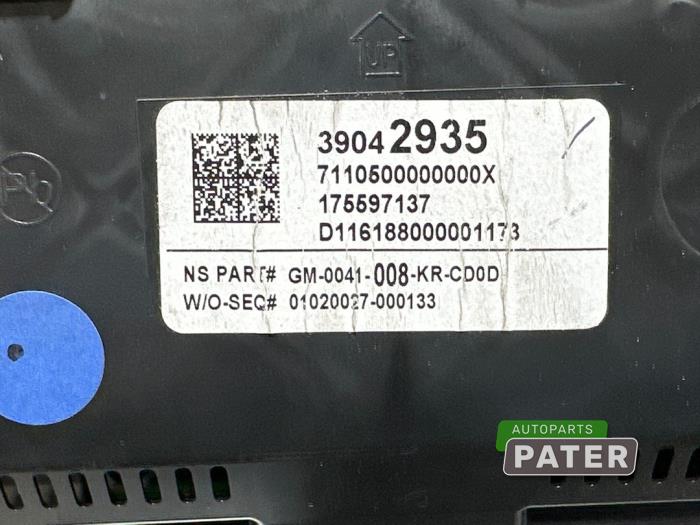 UP
39042935
7110500000000X
175597137
D116188000001173
Pb
NS PART# GM-0041-008-KR-CD0D
W/O-SEQ# 01020027-000133
AUTOPARTS
PATER